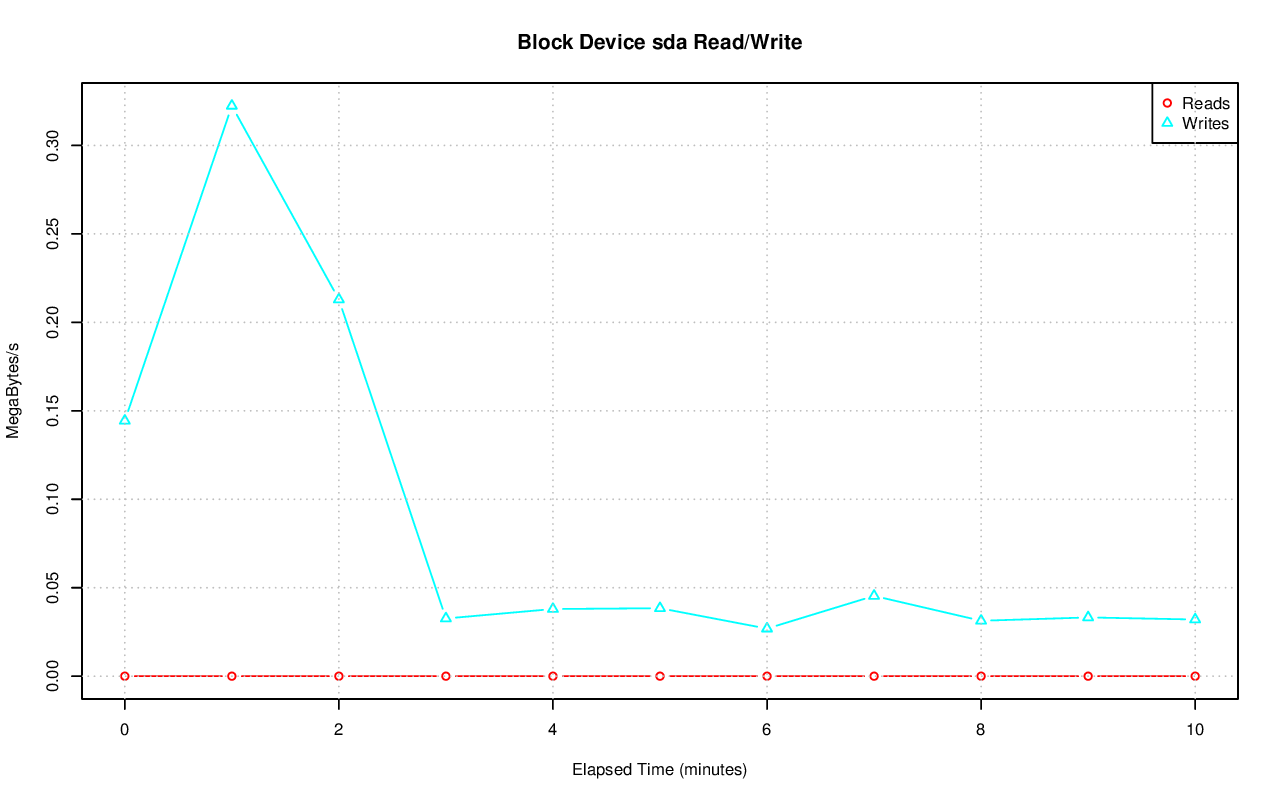 Block Device sda Read/Write
Reads
Writes
MegaBytes/s
0.30
0.25
0.20
0.15
0.10
0.05
0.00
0 2 4 6 8 10
Elapsed Time (minutes)